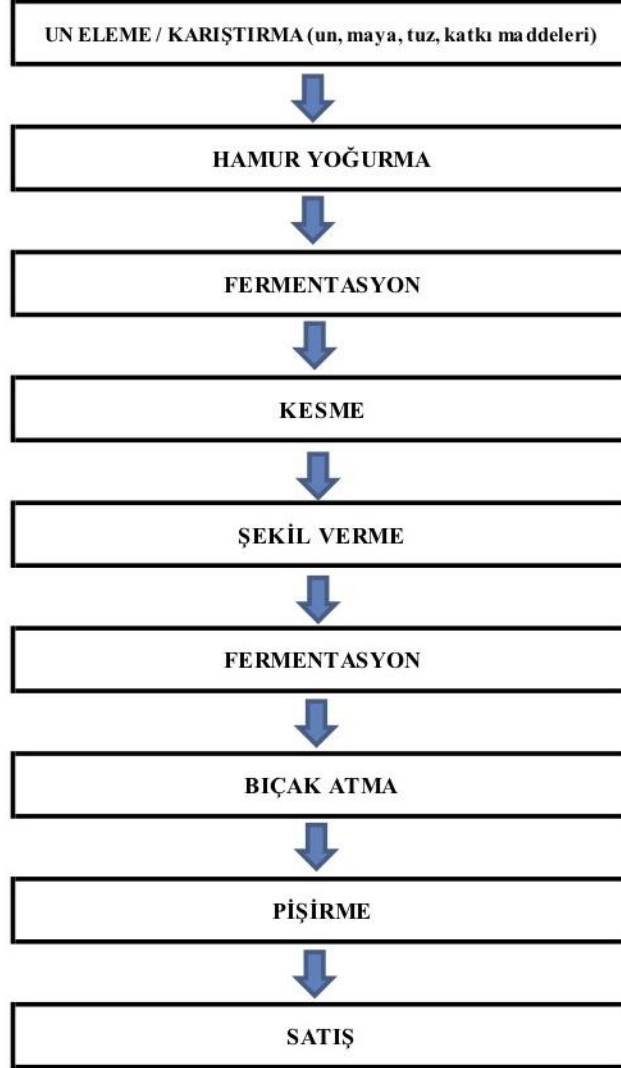 UN ELEME / KARIŞTIRMA (un, maya, tuz, katkı maddeleri)
HAMUR YOĞURMA
FERMENTASYON
KESME
ŞEKİL VERME
FERMENTASYON
BIÇAK ATMA
PİŞİRME
SATIŞ